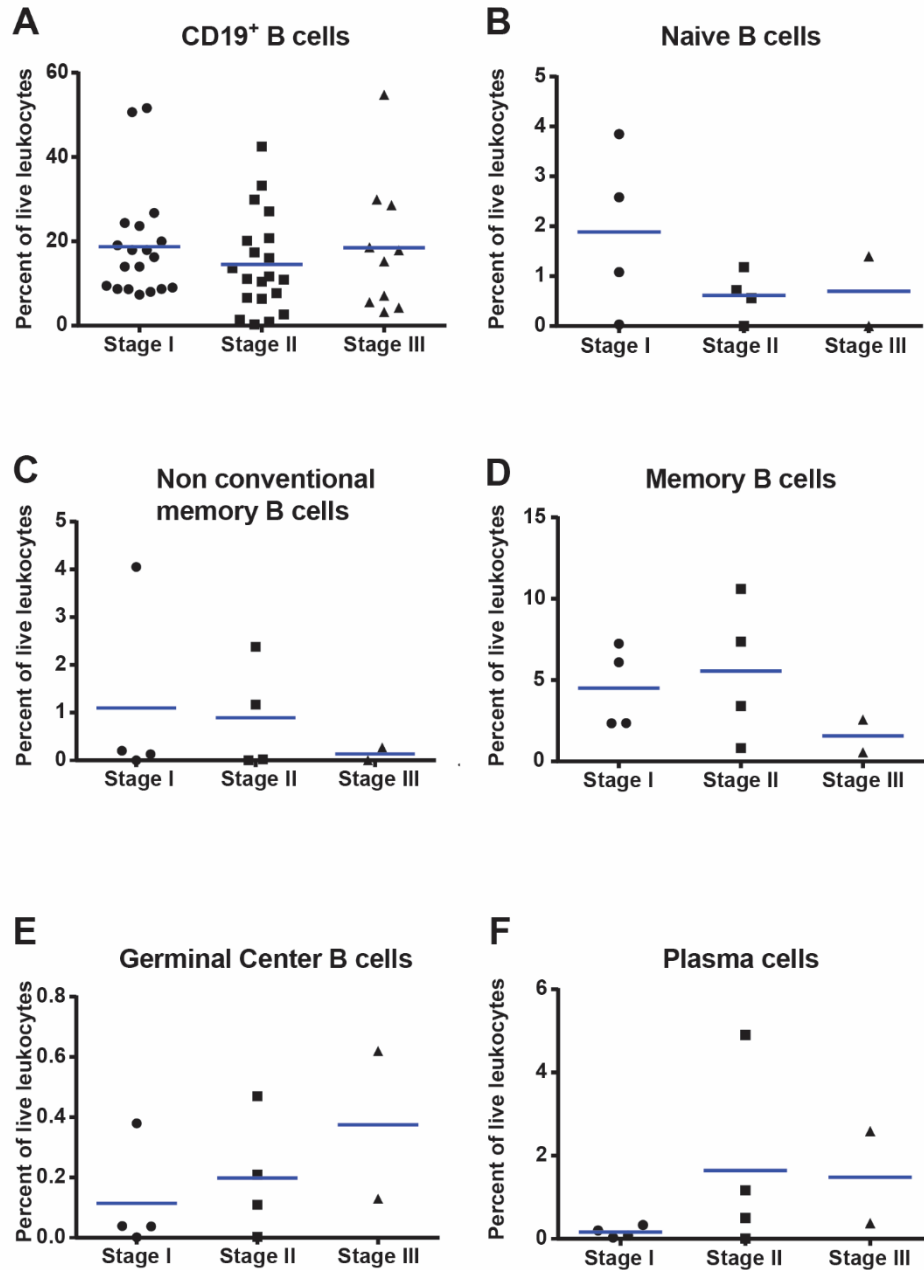 A
CD19⁺ B cells
Percent of live leukocytes
60
40
20
0
Stage I
Stage II
Stage III
B
Naive B cells
Percent of live leukocytes
5
4
3
2
1
0
Stage I
Stage II
Stage III
C
Non conventional
memory B cells
Percent of live leukocytes
5
4
3
2
1
0
Stage I
Stage II
Stage III
D
Memory B cells
Percent of live leukocytes
15
10
5
0
Stage I
Stage II
Stage III
E
Germinal Center B cells
Percent of live leukocytes
0.8
0.6
0.4
0.2
0.0
Stage I
Stage II
Stage III
F
Plasma cells
Percent of live leukocytes
6
4
2
0
Stage I
Stage II
Stage III